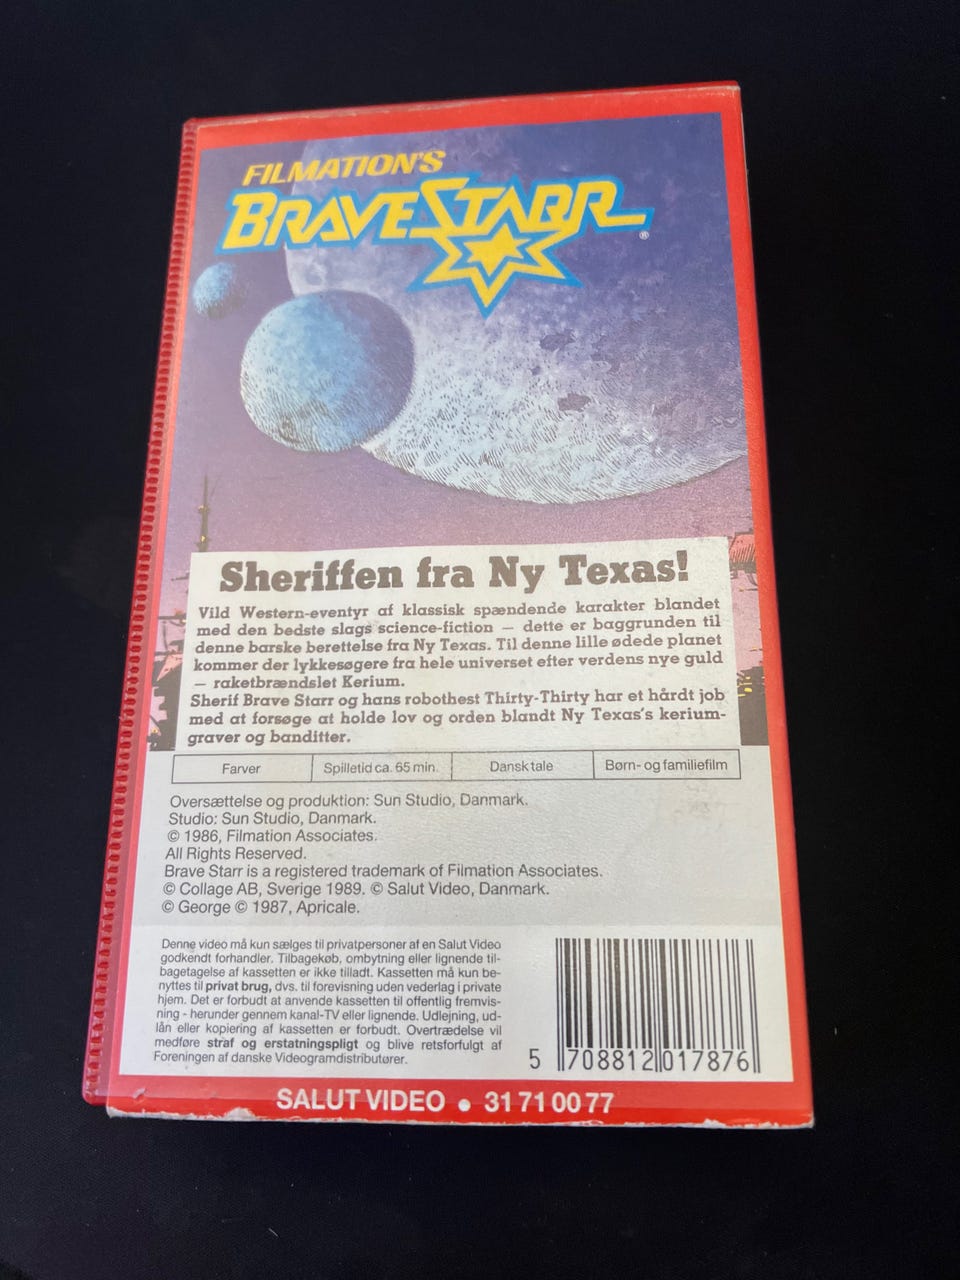 FILMATION'S
BRAVESTARR®
Sheriffen fra Ny Texas!
Vild Western-eventyr af klassisk spændende karakter blandet
med den bedste slags science-fiction – dette er baggrunden til
denne barske berettelse fra Ny Texas. Til denne lille ødede planet
kommer der lykkesøgere fra hele universet efter verdens nye guld
– raketbrændslet Kerium.
Sherif Brave Starr og hans robothest Thirty-Thirty har et hårdt job
med at forsøge at holde lov og orden blandt Ny Texas's kerium-
graver og banditter.
Farver Spilletid ca. 65 min. Dansk tale Børn- og familiefilm
Oversættelse og produktion: Sun Studio, Danmark.
Studio: Sun Studio, Danmark.
© 1986, Filmation Associates.
All Rights Reserved.
Brave Starr is a registered trademark of Filmation Associates.
© Collage AB, Sverige 1989. © Salut Video, Danmark.
© George © 1987, Apricale.
Denne video må kun sælges til privatpersoner af en Salut Video
godkendt forhandler. Tilbagekøb, ombytning eller lignende til-
bagetagelse af kassetten er ikke tilladt. Kassetten må kun be-
nyttes til privat brug, dvs. til forevisning uden vederlag i private
hjem. Det er forbudt at anvende kassetten til offentlig fremvis-
ning - herunder gennem kanal-TV eller lignende. Udlejning, ud-
lån eller kopiering af kassetten er forbudt. Overtrædelse vil
medføre straf og erstatningspligt og blive retsforfulgt af
Foreningen af danske Videogramdistributører.
5 708812 017876
SALUT VIDEO • 31 71 00 77